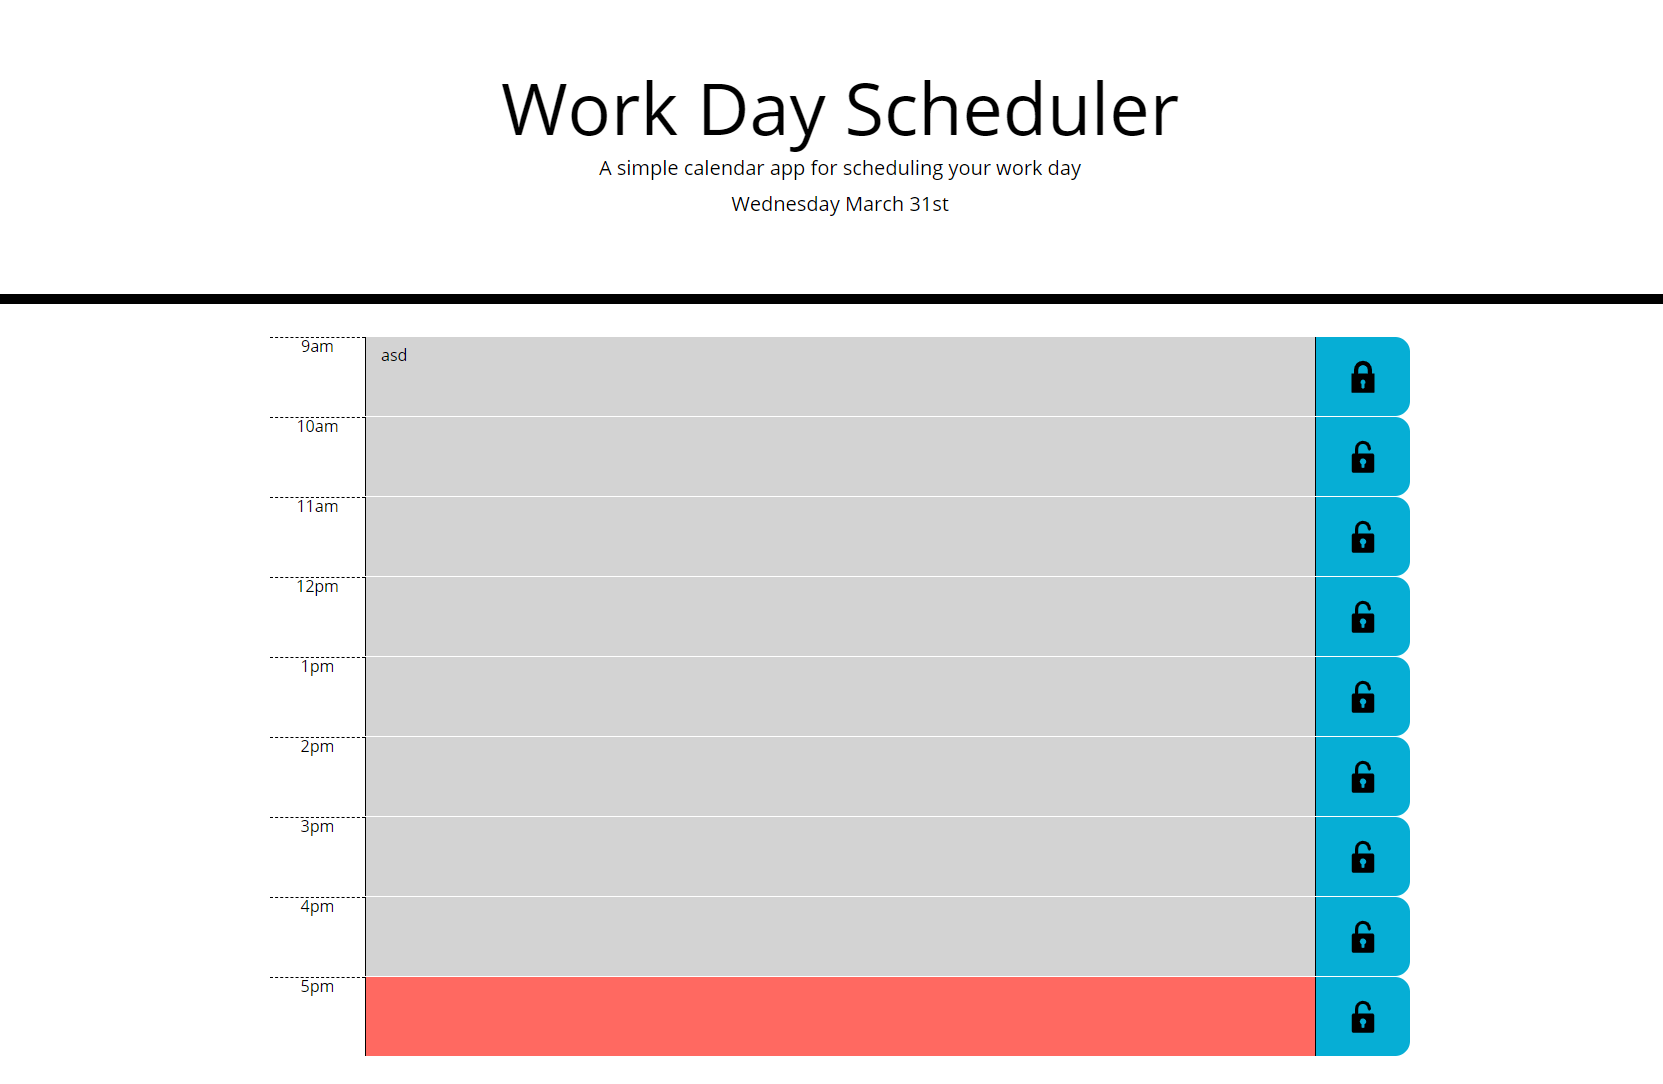 Work Day Scheduler
A simple calendar app for scheduling your work day
Wednesday March 31st
9am
asd
10am
11am
12pm
1pm
2pm
3pm
4pm
5pm